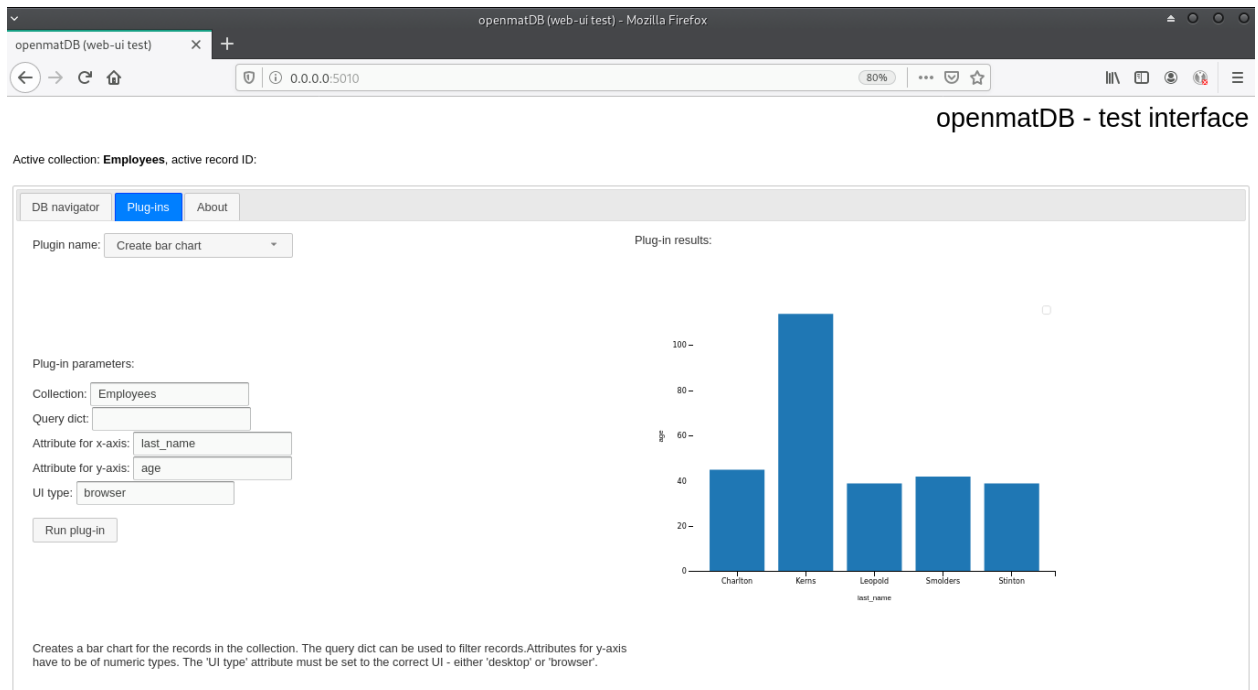 openmatDB (web-ui test) - Mozilla Firefox
openmatDB (web-ui test)
0.0.0.0:5010
80%
openmatDB - test interface
Active collection: Employees, active record ID:
DB navigator
Plug-ins
About
Plugin name: Create bar chart
Plug-in parameters:
Collection: Employees
Query dict:
Attribute for x-axis: last_name
Attribute for y-axis: age
UI type: browser
Run plug-in
Plug-in results:
100
80
60
40
20
0
age
Charlton Kerns Leopold Smolders Stinton
last_name
Creates a bar chart for the records in the collection. The query dict can be used to filter records.Attributes for y-axis
have to be of numeric types. The 'UI type' attribute must be set to the correct UI - either 'desktop' or 'browser'.